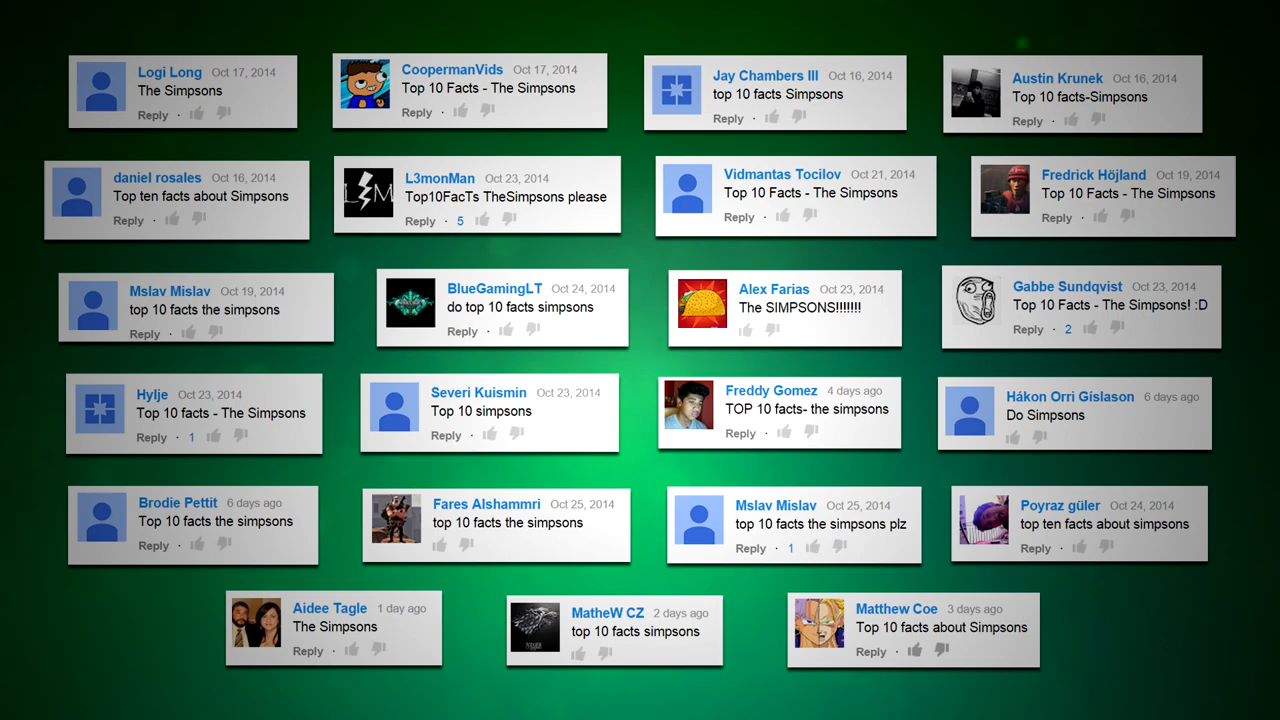 Logi Long Oct 17, 2014
The Simpsons
Reply ·
CoopermanVids Oct 17, 2014
Top 10 Facts - The Simpsons
Reply ·
Jay Chambers III Oct 16, 2014
top 10 facts Simpsons
Reply ·
Austin Krunek Oct 16, 2014
Top 10 facts-Simpsons
Reply ·
daniel rosales Oct 16, 2014
Top ten facts about Simpsons
Reply ·
L3monMan Oct 23, 2014
Top10FacTs TheSimpsons please
Reply · 5
LSM
Vidmantas Tocilov Oct 21, 2014
Top 10 Facts - The Simpsons
Reply ·
Fredrick Höjland Oct 19, 2014
Top 10 Facts - The Simpsons
Reply ·
Mslav Mislav Oct 19, 2014
top 10 facts the simpsons
Reply ·
BlueGamingLT Oct 24, 2014
do top 10 facts simpsons
Reply ·
Alex Farias Oct 23, 2014
The SIMPSONS!!!!!!!
Gabbe Sundqvist Oct 23, 2014
Top 10 Facts - The Simpsons! :D
Reply · 2
Hylje Oct 23, 2014
Top 10 facts - The Simpsons
Reply · 1
Severi Kuismin Oct 23, 2014
Top 10 simpsons
Reply ·
Freddy Gomez 4 days ago
TOP 10 facts- the simpsons
Reply ·
Hákon Orri Gíslason 6 days ago
Do Simpsons
Brodie Pettit 6 days ago
Top 10 facts the simpsons
Reply ·
Fares Alshammri Oct 25, 2014
top 10 facts the simpsons
Mslav Mislav Oct 25, 2014
top 10 facts the simpsons plz
Reply · 1
Poyraz güler Oct 24, 2014
top ten facts about simpsons
Reply ·
Aidee Tagle 1 day ago
The Simpsons
Reply ·
MatheW CZ 2 days ago
top 10 facts simpsons
Matthew Coe 3 days ago
Top 10 facts about Simpsons
Reply ·